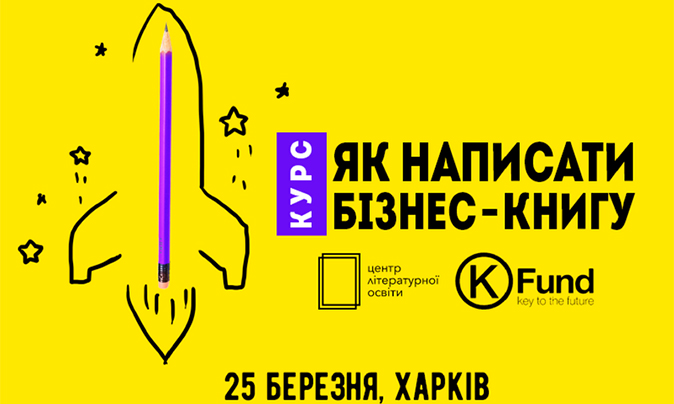 КУРС
ЯК НАПИСАТИ
БІЗНЕС-КНИГУ
центр
літературної
освіти
K Fund
key to the future
25 БЕРЕЗНЯ, ХАРКІВ